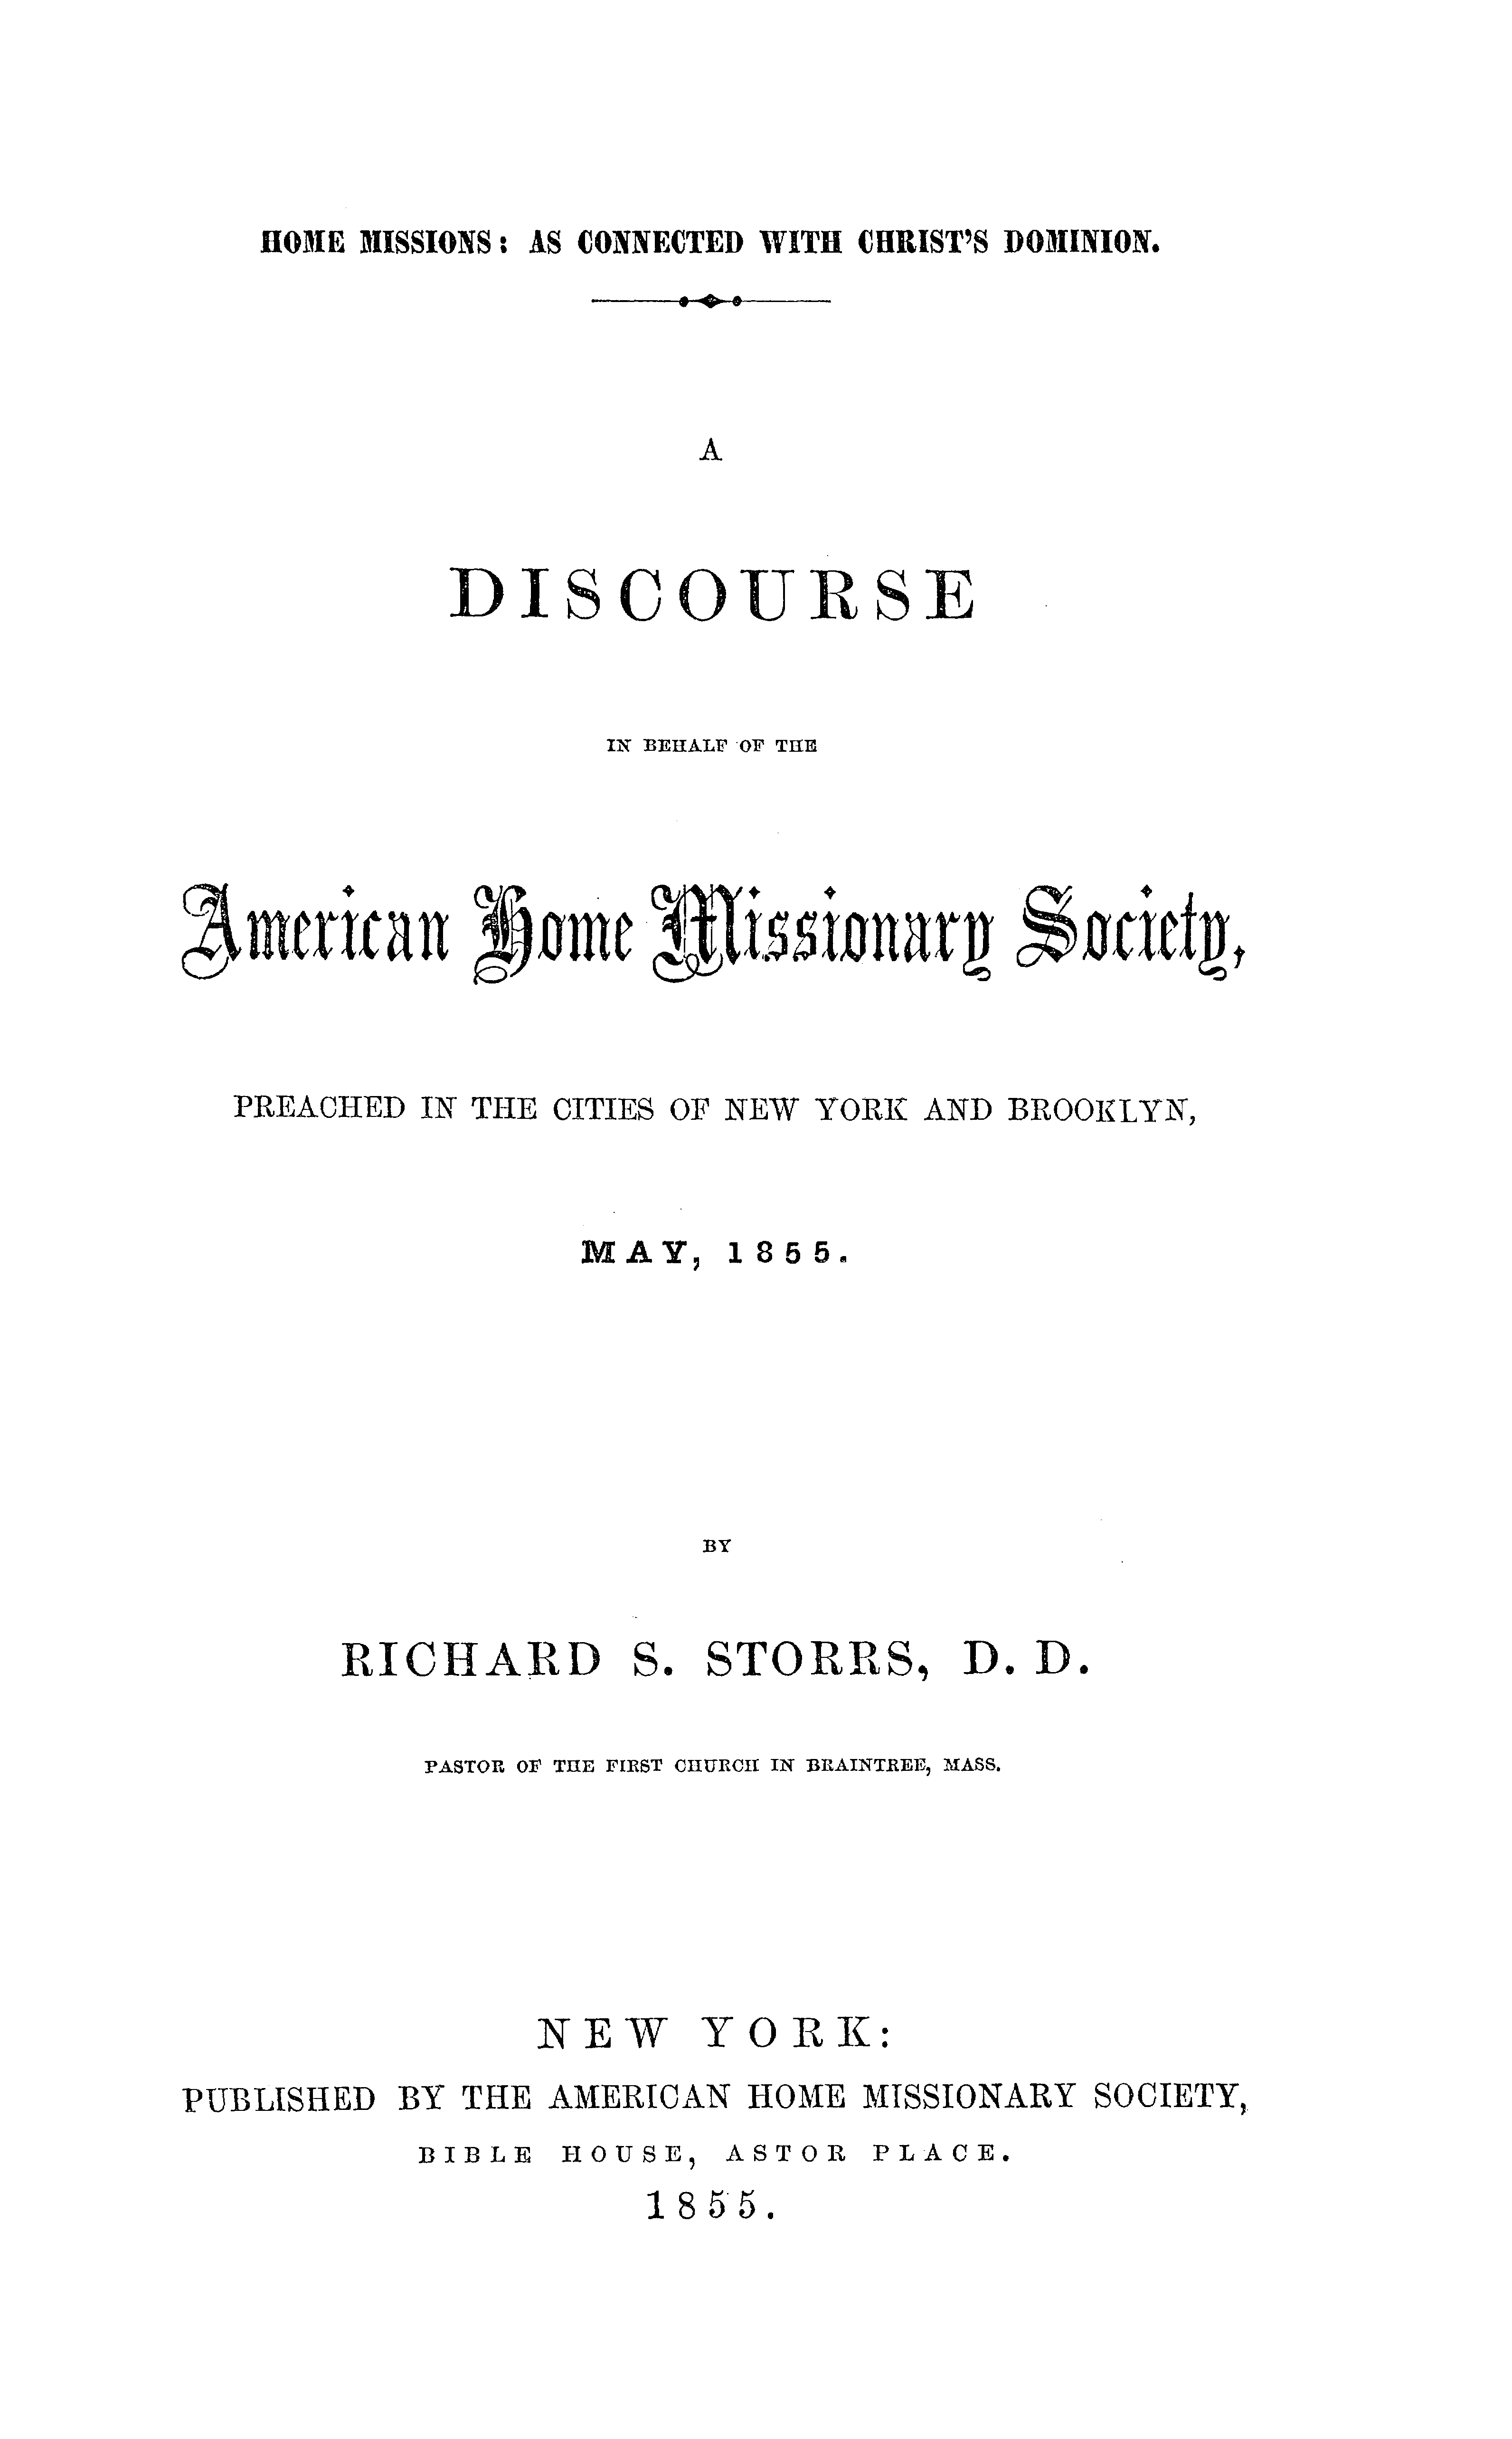 HOME MISSIONS: AS CONNECTED WITH CHRIST'S DOMINION.
A
DISCOURSE
IN BEHALF OF THE
American Home Missionary Society,
PREACHED IN THE CITIES OF NEW YORK AND BROOKLYN,
MAY, 1855.
BY
RICHARD S. STORRS, D. D.
PASTOR OF THE FIRST CHURCH IN BRAINTREE, MASS.
NEW YORK:
PUBLISHED BY THE AMERICAN HOME MISSIONARY SOCIETY,
BIBLE HOUSE, ASTOR PLACE.
1855.